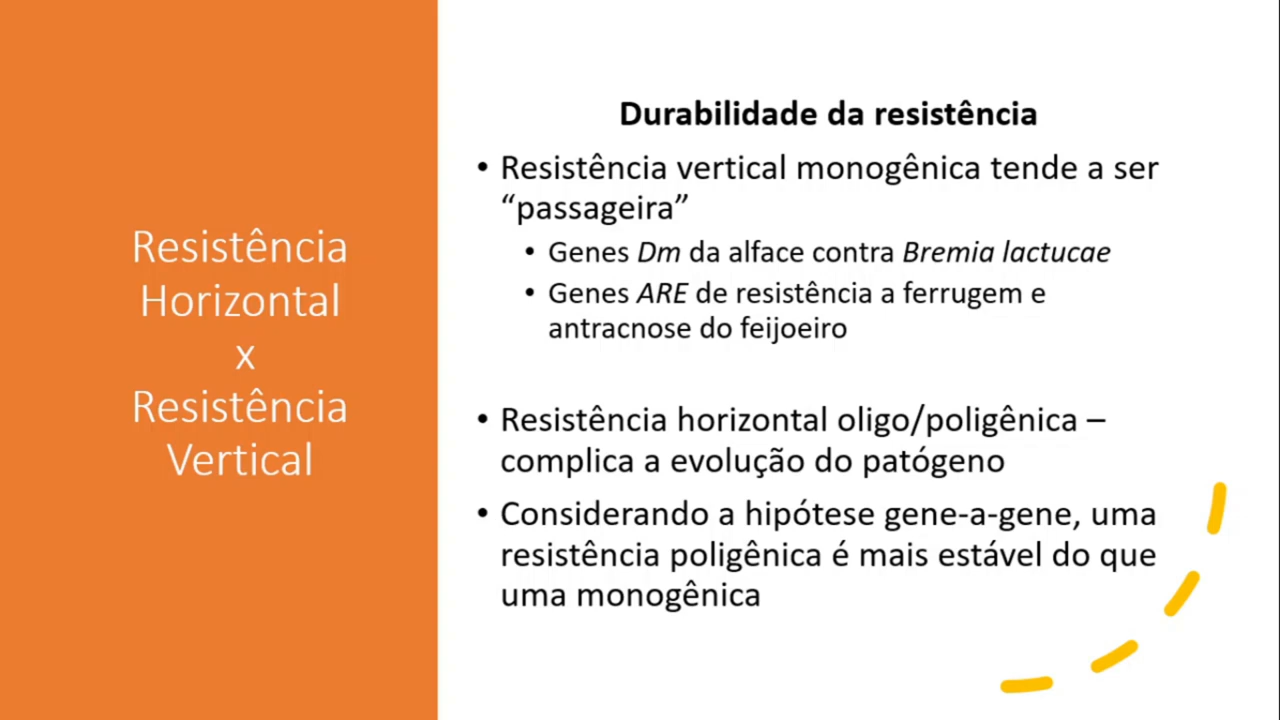 Resistência
Horizontal
x
Resistência
Vertical
Durabilidade da resistência
• Resistência vertical monogênica tende a ser
“passageira”
• Genes Dm da alface contra Bremia lactucae
• Genes ARE de resistência a ferrugem e
antracnose do feijoeiro
• Resistência horizontal oligo/poligênica –
complica a evolução do patógeno
• Considerando a hipótese gene-a-gene, uma
resistência poligênica é mais estável do que
uma monogênica